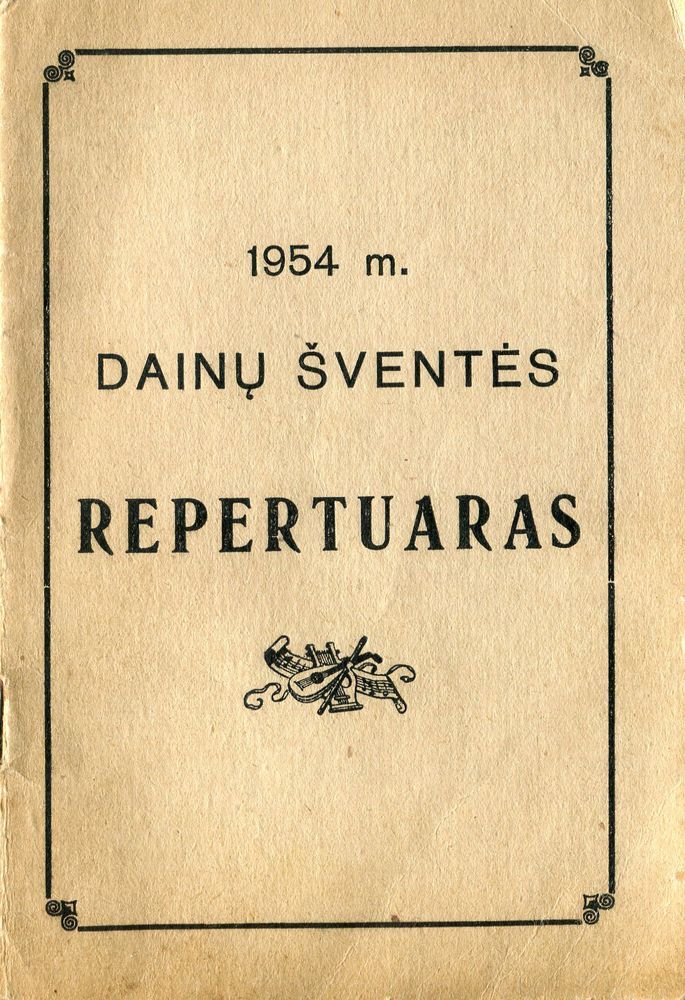 1954 m.
DAINŲ ŠVENTĖS
REPERTUARAS